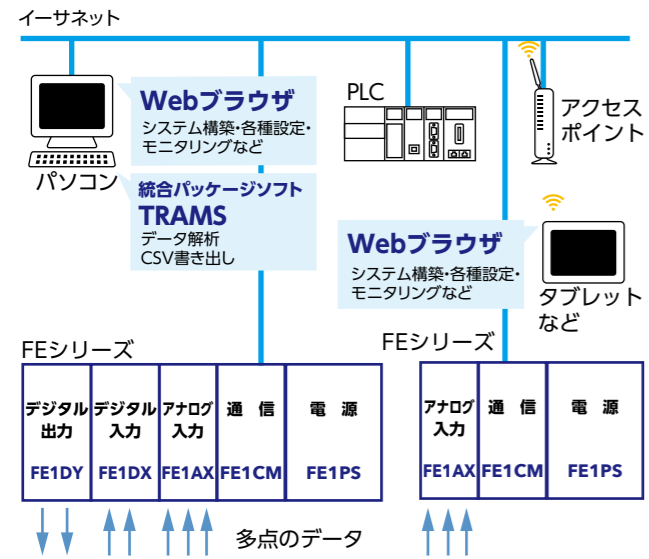 イーサネット
Webブラウザ
システム構築・各種設定・
モニタリングなど
パソコン
統合パッケージソフト
TRAMS
データ解析
CSV書き出し
PLC
アクセス
ポイント
Webブラウザ
システム構築・各種設定・
モニタリングなど
タブレット
など
FEシリーズ
デジタル
出力
FE1DY
デジタル
入力
FE1DX
アナログ
入力
FE1AX
通 信
FE1CM
電 源
FE1PS
FEシリーズ
アナログ
入力
FE1AX
通 信
FE1CM
電 源
FE1PS
多点のデータ